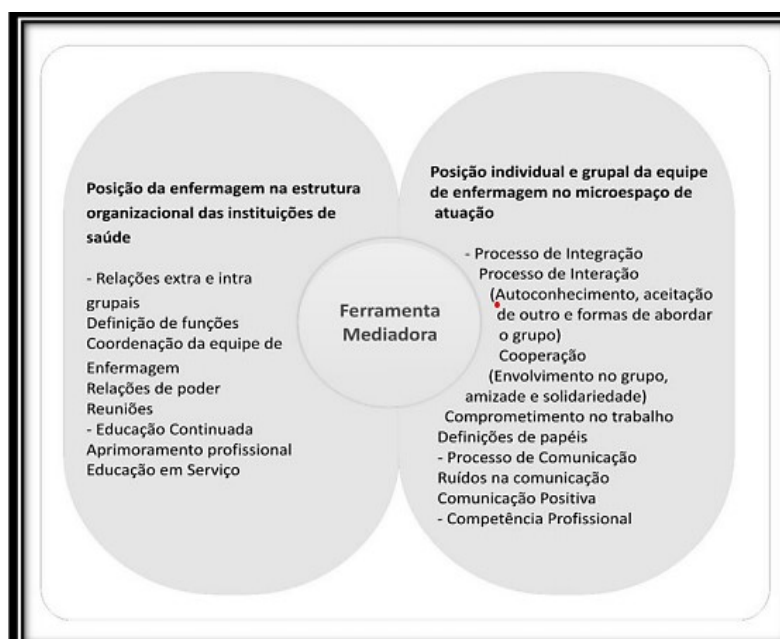 Posição da enfermagem na estrutura
organizacional das instituições de
saúde
- Relações extra e intra
grupais
Definição de funções
Coordenação da equipe de
Enfermagem
Relações de poder
Reuniões
- Educação Continuada
Aprimoramento profissional
Educação em Serviço
Ferramenta
Mediadora
Posição individual e grupal da equipe
de enfermagem no microespaço de
atuação
- Processo de Integração
Processo de Interação
(Autoconhecimento, aceitação
de outro e formas de abordar
o grupo)
Cooperação
(Envolvimento no grupo,
amizade e solidariedade)
Comprometimento no trabalho
Definições de papéis
- Processo de Comunicação
Ruídos na comunicação
Comunicação Positiva
- Competência Profissional